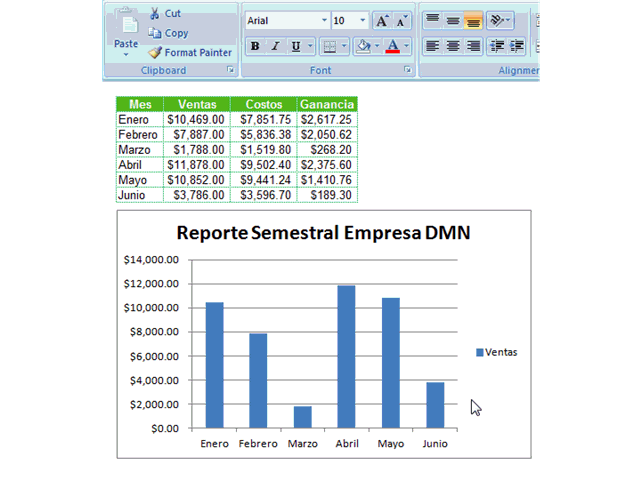 Cut
Copy
Format Painter
Paste
Clipboard
Arial 10 A A
B I U A
Font
Alignmer
Mes Ventas Costos Ganancia
Enero $10,469.00 $7,851.75 $2,617.25
Febrero $7,887.00 $5,836.38 $2,050.62
Marzo $1,788.00 $1,519.80 $268.20
Abril $11,878.00 $9,502.40 $2,375.60
Mayo $10,852.00 $9,441.24 $1,410.76
Junio $3,786.00 $3,596.70 $189.30
Reporte Semestral Empresa DMN
$14,000.00
$12,000.00
$10,000.00
$8,000.00
$6,000.00
$4,000.00
$2,000.00
$0.00
Enero Febrero Marzo Abril Mayo Junio
Ventas